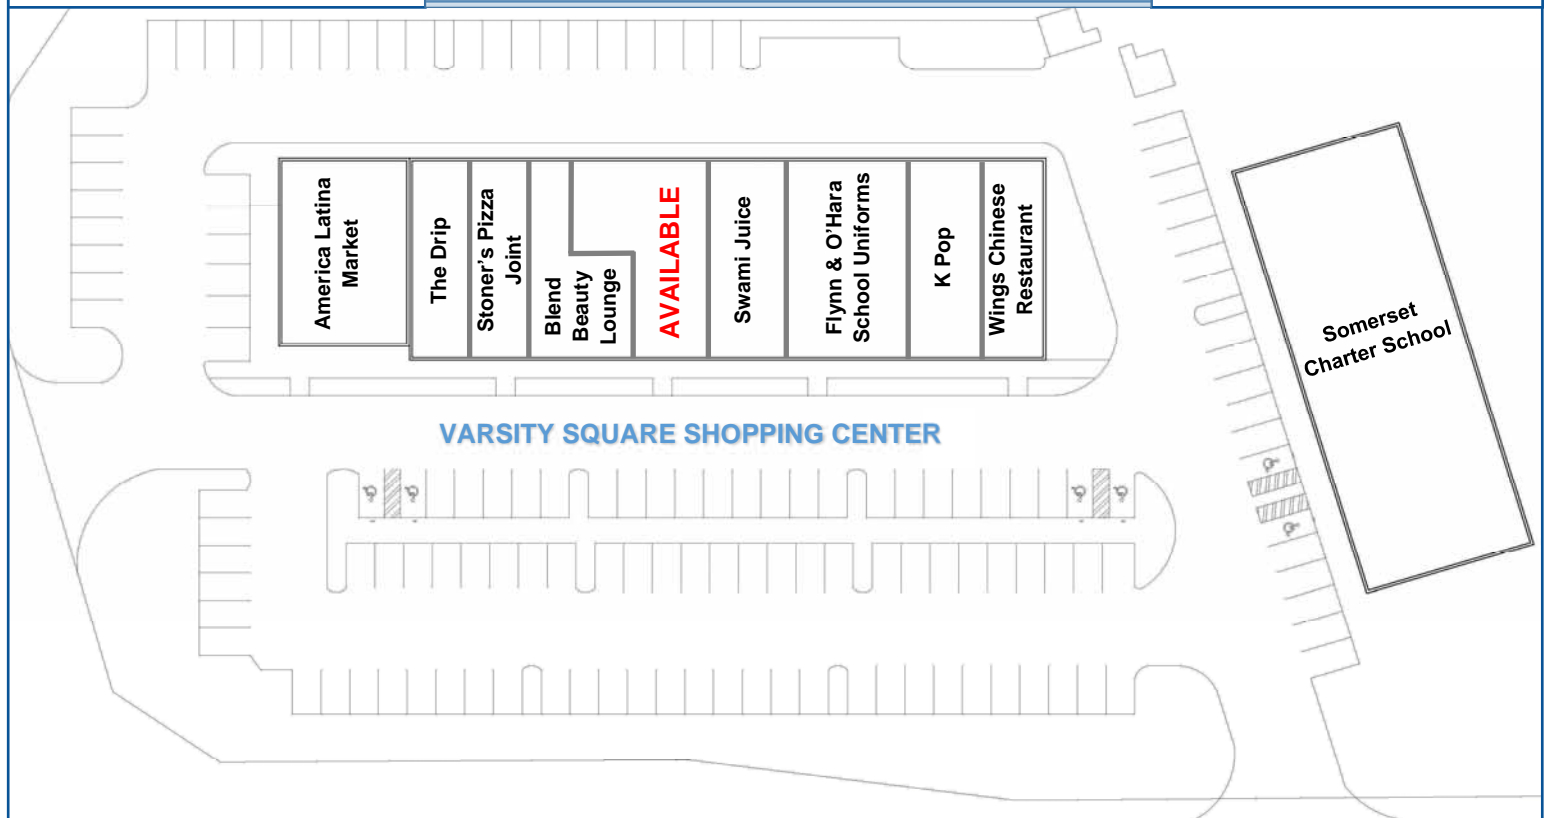 America Latina
Market
The Drip
Stoner's Pizza
Joint
Blend
Beauty
Lounge
AVAILABLE
Swami Juice
Flynn & O'Hara
School Uniforms
K Pop
Wings Chinese
Restaurant
Somerset
Charter School
VARSITY SQUARE SHOPPING CENTER